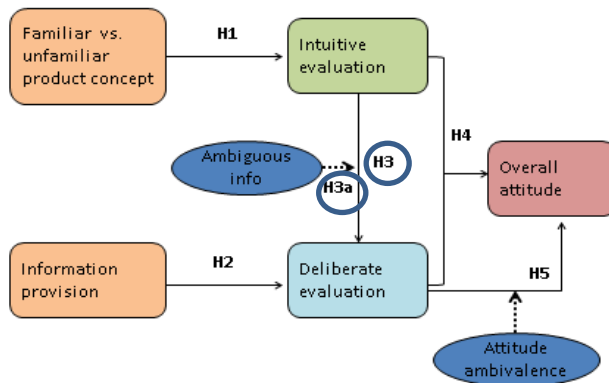 Familiar vs.
unfamiliar
product concept
H1
Intuitive
evaluation
H4
Ambiguous
info
H3
H3a
Overall
attitude
Information
provision
H2
Deliberate
evaluation
H5
Attitude
ambivalence